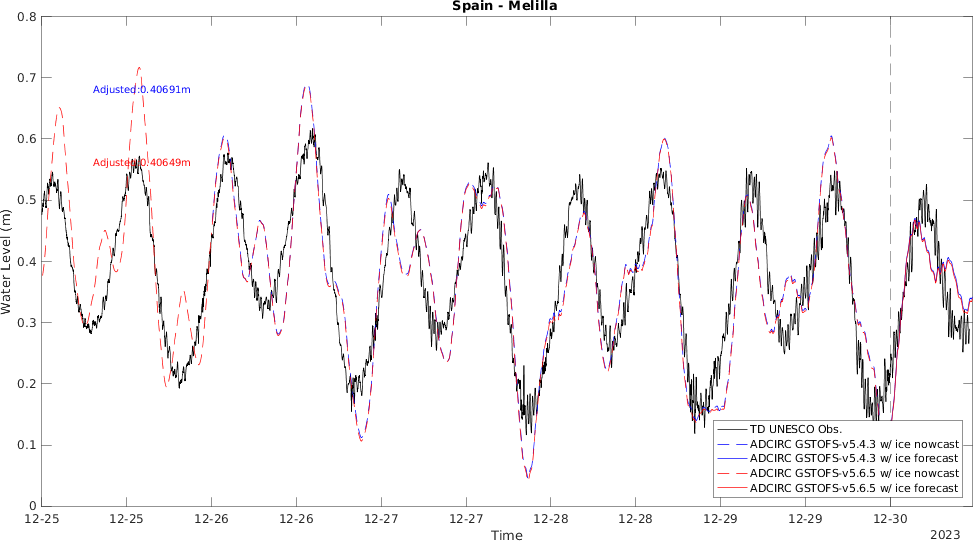 Spain - Melilla
0.8
0.7
0.6
0.5
0.4
0.3
0.2
0.1
0
Water Level (m)
Adjusted:0.40691m
Adjusted:0.40649m
TD UNESCO Obs.
ADCIRC GSTOFS-v5.4.3 w/ ice nowcast
ADCIRC GSTOFS-v5.4.3 w/ ice forecast
ADCIRC GSTOFS-v5.6.5 w/ ice nowcast
ADCIRC GSTOFS-v5.6.5 w/ ice forecast
12-25 12-25 12-26 12-26 12-27 12-27 12-28 12-28 12-29 12-29 12-30
Time
2023